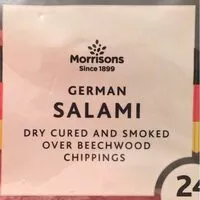 Morrisons
Since 1899
GERMAN
SALAMI
DRY CURED AND SMOKED
OVER BEECHWOOD
CHIPPINGS
24